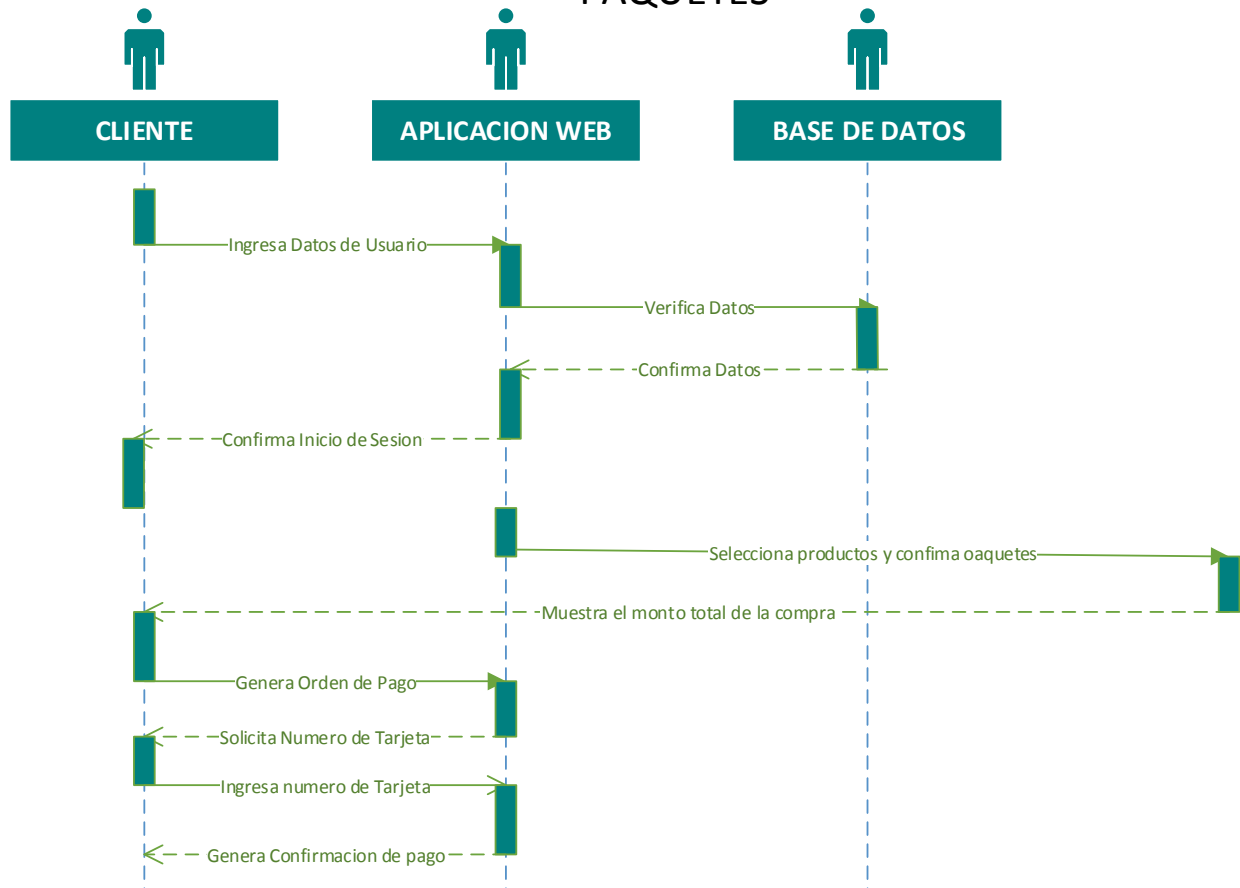 PAQUETES
CLIENTE
APLICACION WEB
BASE DE DATOS
Ingresa Datos de Usuario
Verifica Datos
Confirma Datos
Confirma Inicio de Sesion
Selecciona productos y confima oaquetes
Muestra el monto total de la compra
Genera Orden de Pago
Solicita Numero de Tarjeta
Ingresa numero de Tarjeta
Genera Confirmacion de pago